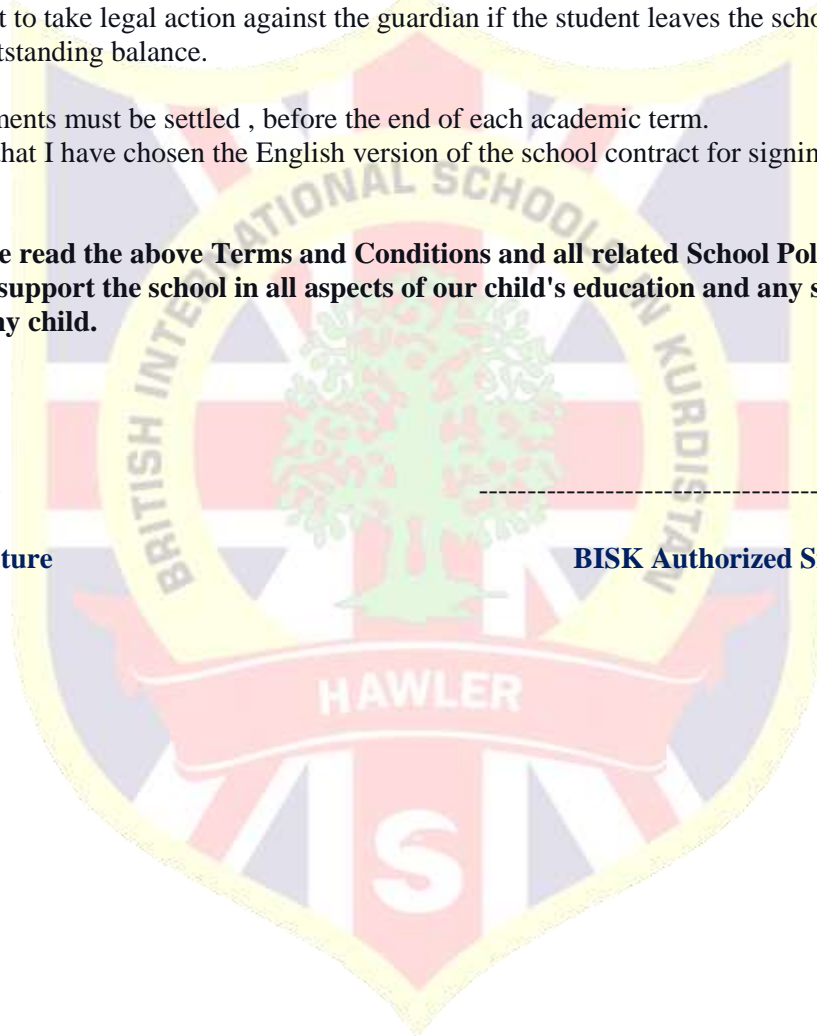 t to take legal action against the guardian if the student leaves the scho
tstanding balance.
ments must be settled , before the end of each academic term.
that I have chosen the English version of the school contract for signin
e read the above Terms and Conditions and all related School Pol
support the school in all aspects of our child's education and any s
ny child.
-----------------------------------
ture BISK Authorized S
BRITISH INTERNATIONAL SCHOOLS IN KURDISTAN
HAWLER
S